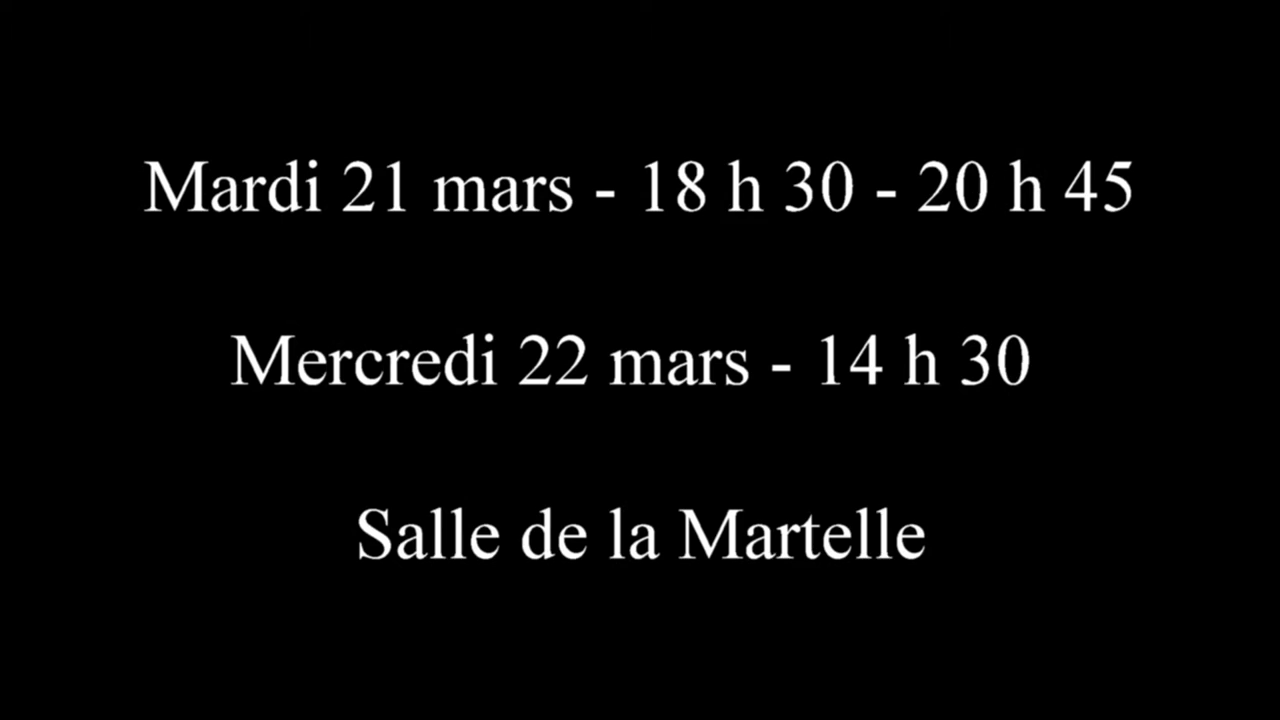 Mardi 21 mars - 18 h 30 - 20 h 45
Mercredi 22 mars - 14 h 30
Salle de la Martelle